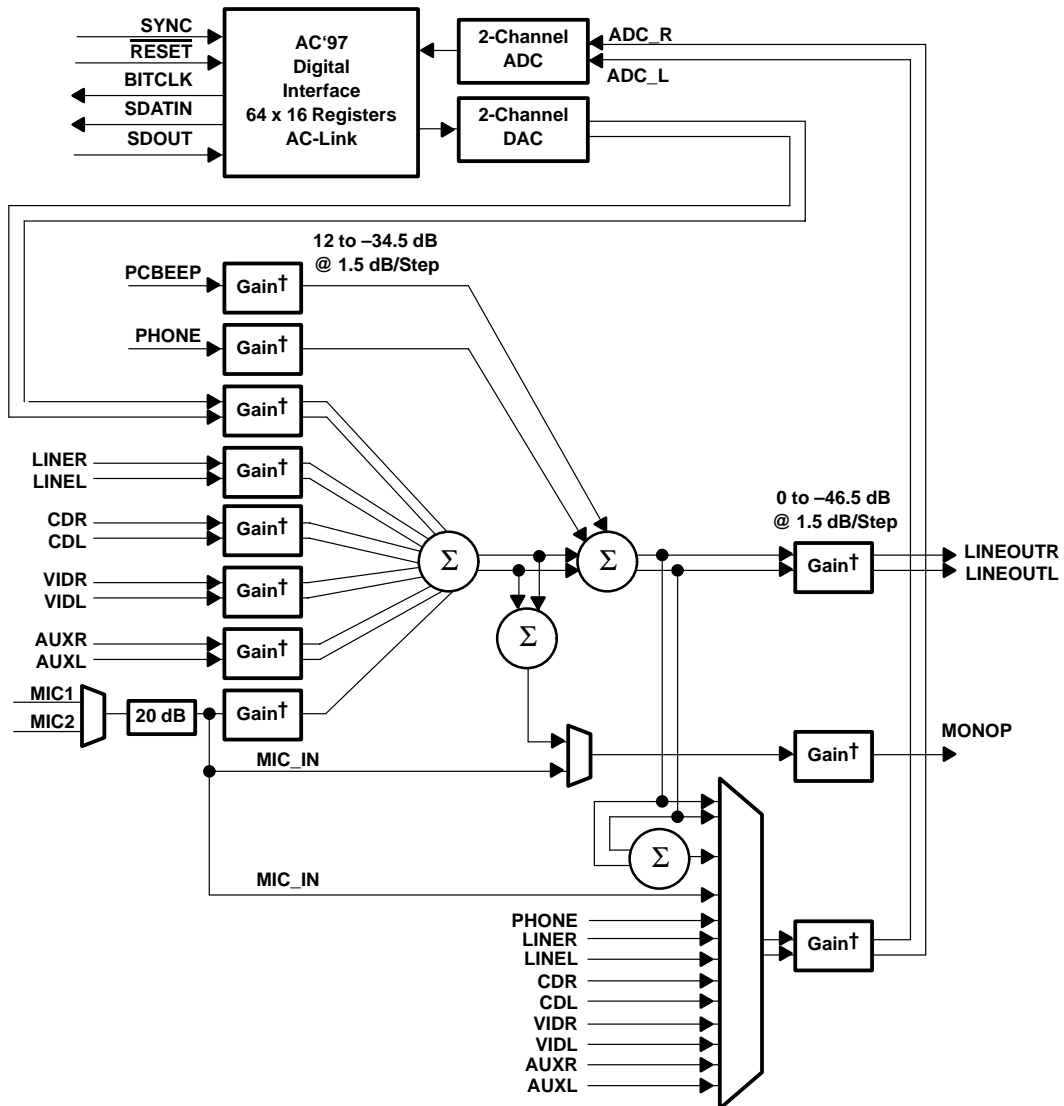 SYNC
RESET
BITCLK
SDATIN
SDOUT
AC‘97
Digital
Interface
64 x 16 Registers
AC-Link
2-Channel
ADC
2-Channel
DAC
ADC_R
ADC_L
12 to –34.5 dB
@ 1.5 dB/Step
PCBEEP
Gain†
PHONE
Gain†
Gain†
LINER
LINEL
Gain†
CDR
CDL
Gain†
VIDR
VIDL
Gain†
AUXR
AUXL
Gain†
MIC1
MIC2
20 dB
Gain†
Σ
Σ
Σ
0 to –46.5 dB
@ 1.5 dB/Step
Gain†
LINEOUTR
LINEOUTL
MIC_IN
Gain†
MONOP
Σ
MIC_IN
PHONE
LINER
LINEL
CDR
CDL
VIDR
VIDL
AUXR
AUXL
Gain†